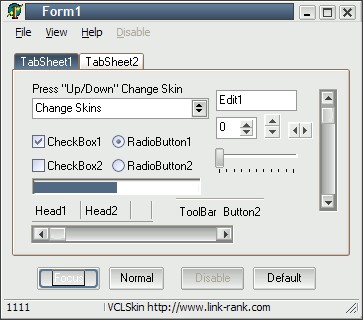 Form1
File View Help Disable
TabSheet1 TabSheet2
Press "Up/Down" Change Skin
Change Skins
Edit1
CheckBox1 RadioButton1
0
CheckBox2 RadioButton2
Head1 Head2 ToolBar Button2
Focus Normal Disable Default
1111 VCLSkin http://www.link-rank.com